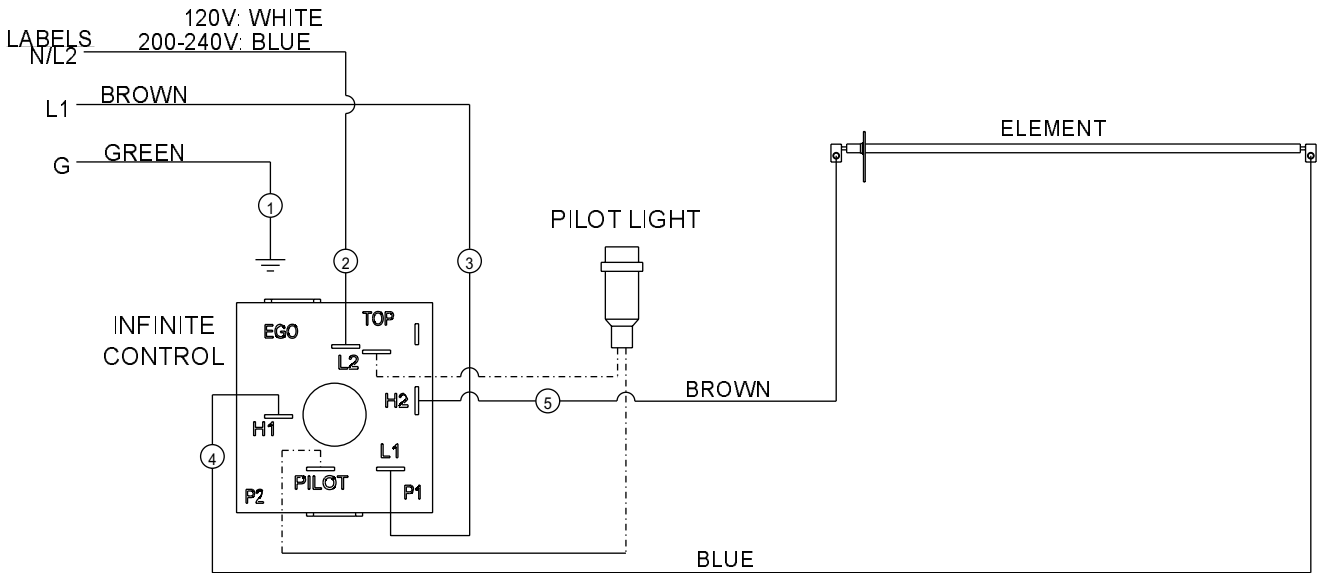 120V: WHITE
LABELS
200-240V: BLUE
N/L2
L1
BROWN
G
GREEN
1
2
3
ELEMENT
PILOT LIGHT
INFINITE
CONTROL
EGO
TOP
L2
H2
5
BROWN
H1
L1
4
PILOT
P2
P1
BLUE